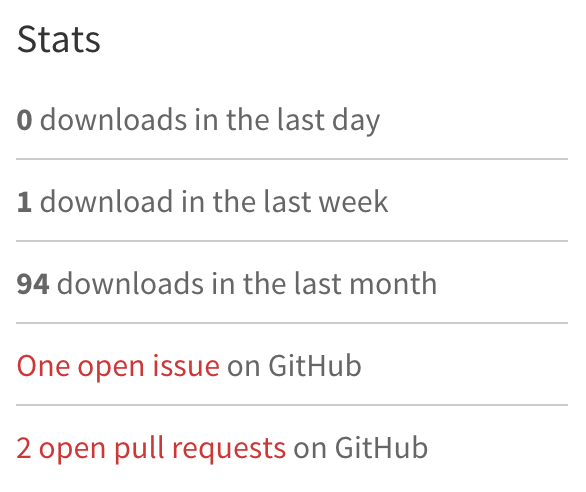 Stats
0 downloads in the last day
1 download in the last week
94 downloads in the last month
One open issue on GitHub
2 open pull requests on GitHub